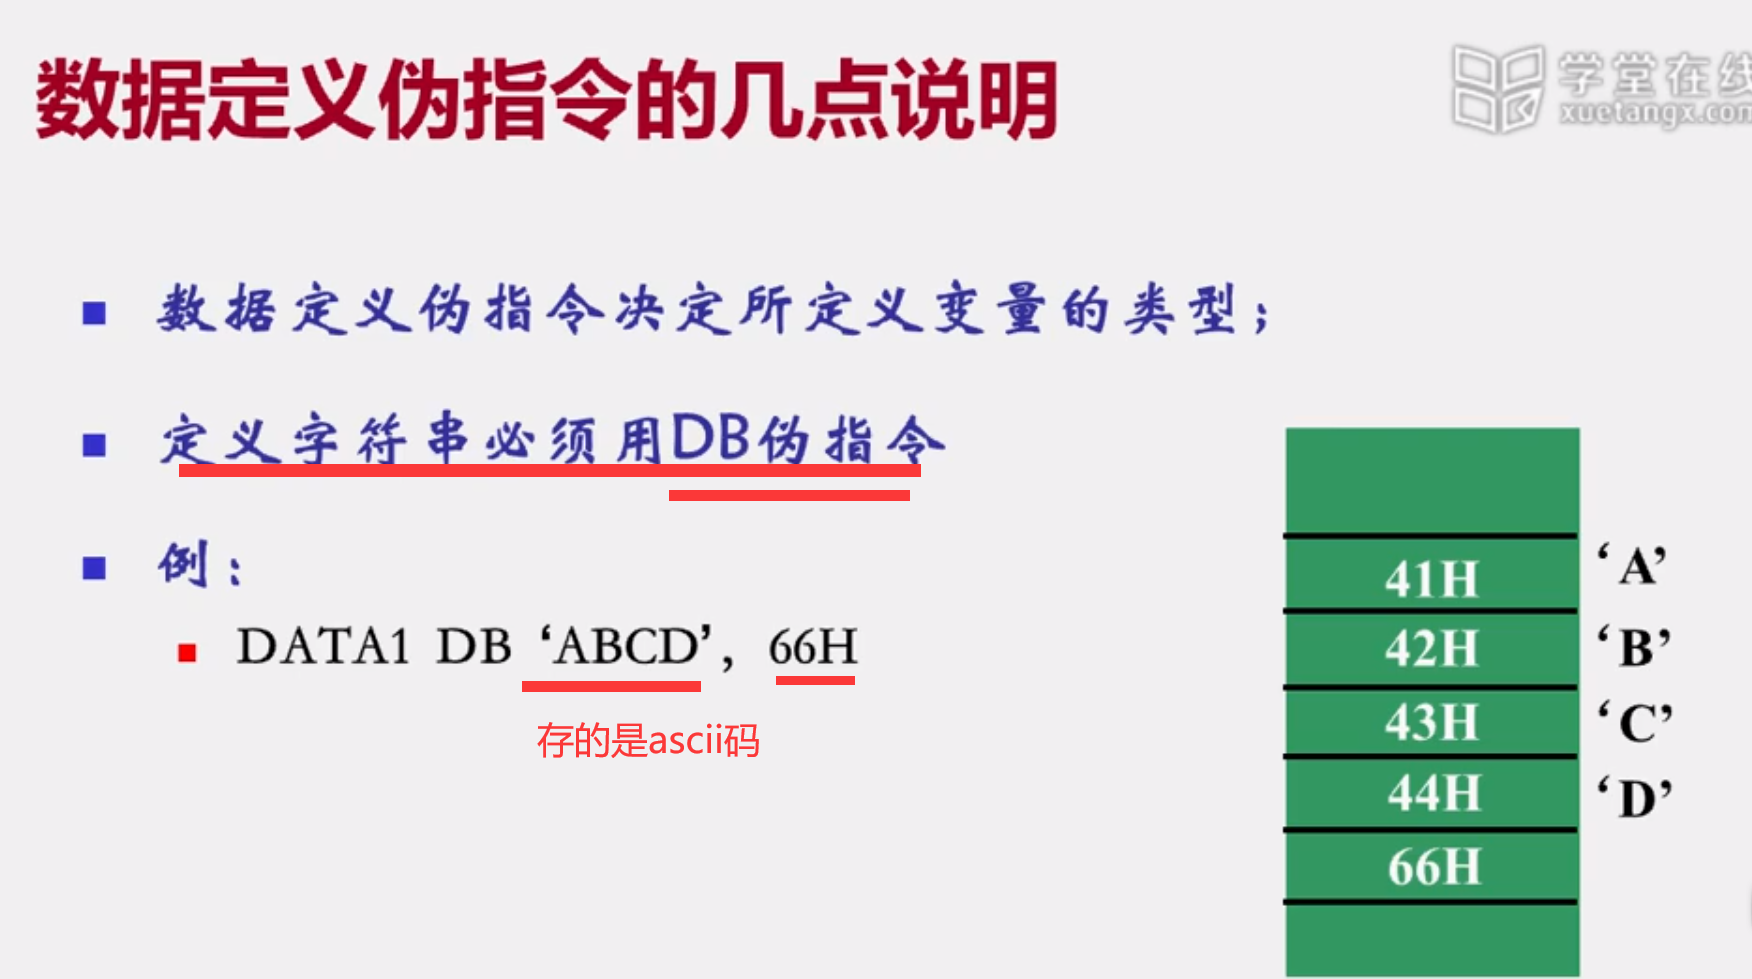 数据定义伪指令的几点说明
学堂在线
xuetangx.com
数据定义伪指令决定所定义变量的类型；
定义字符串必须用DB伪指令
例：
DATA1 DB ‘ABCD’, 66H
存的是ascii码
41H ‘A’
42H ‘B’
43H ‘C’
44H ‘D’
66H